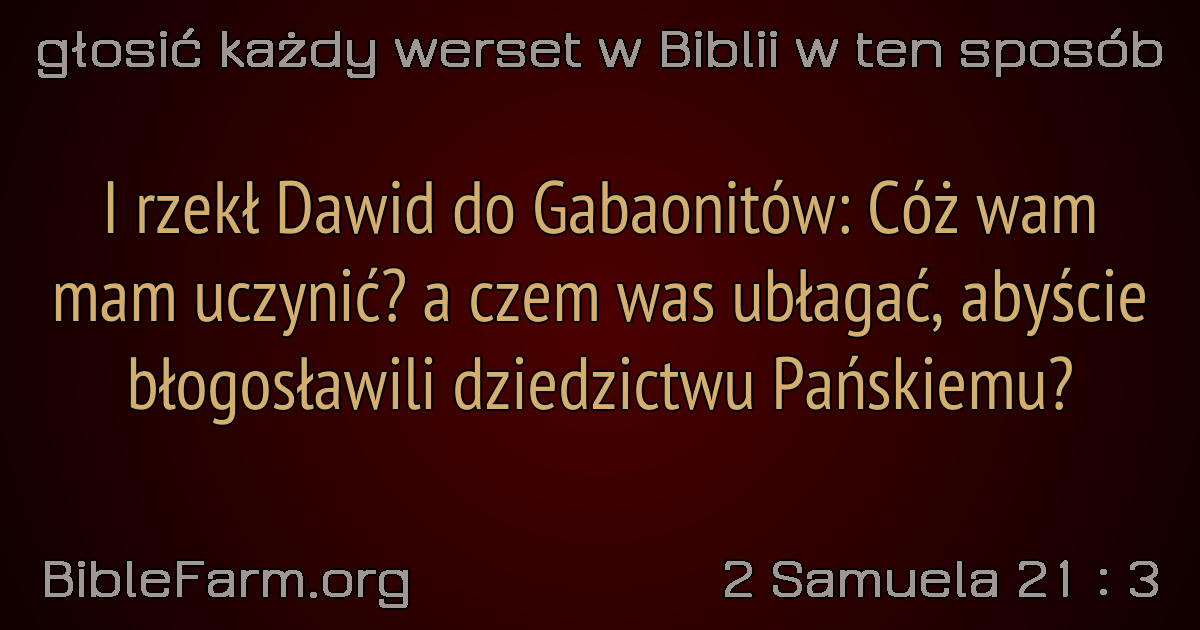 głosić każdy werset w Biblii w ten sposób
I rzekł Dawid do Gabaonitów: Cóż wam
mam uczynić? a czem was ubłagać, abyście
błogosławili dziedzictwu Pańskiemu?
BibleFarm.org
2 Samuela 21 : 3